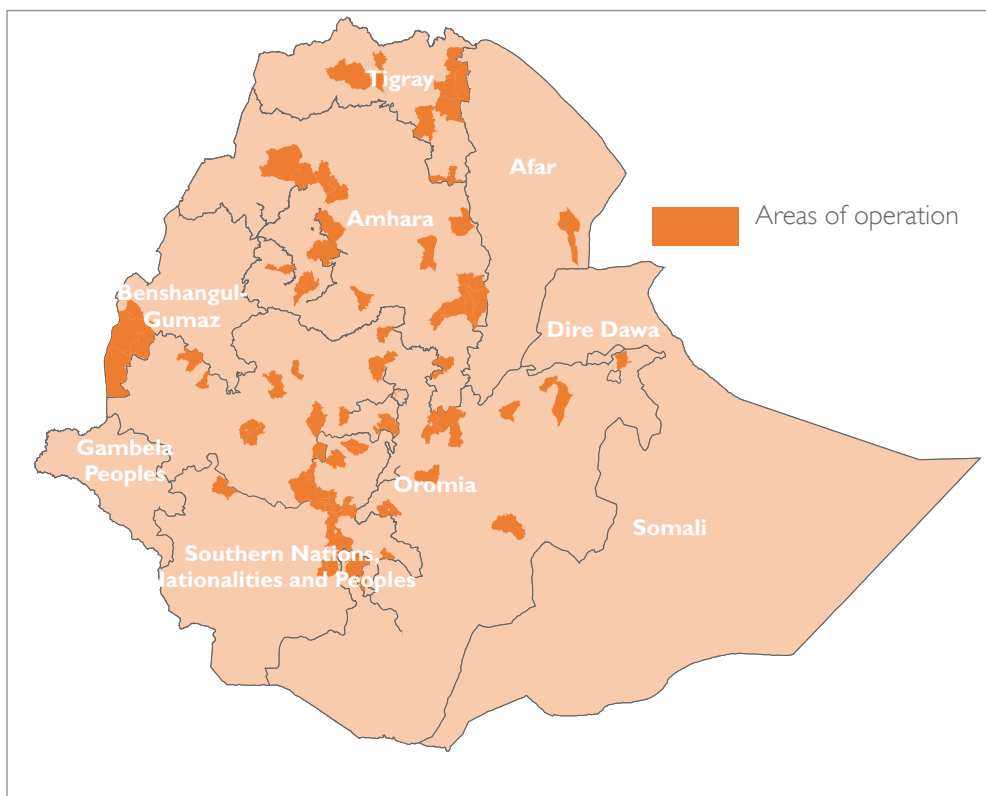 Tigray
Afar
Amhara
Areas of operation
Benshangul-
Gumaz
Dire Dawa
Gambela
Peoples
Oromia
Somali
Southern Nations,
Nationalities and Peoples